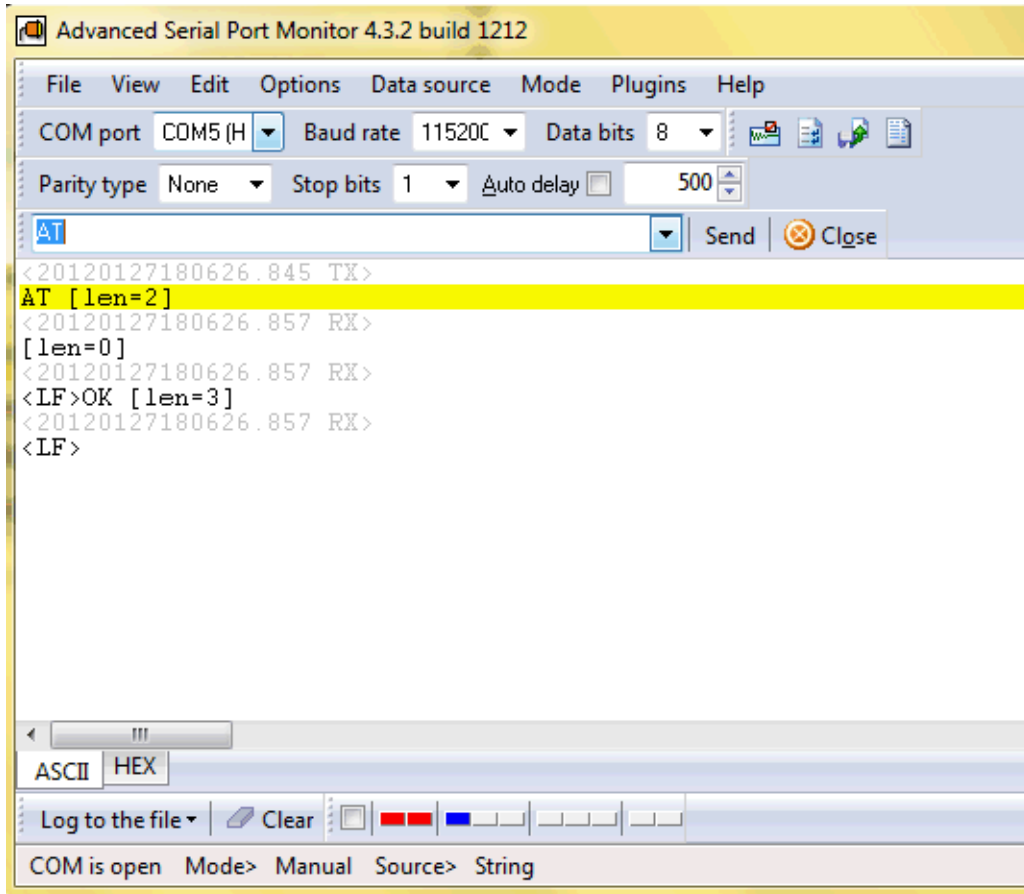 Advanced Serial Port Monitor 4.3.2 build 1212
File View Edit Options Data source Mode Plugins Help
COM port COM5 (H Baud rate 115200 Data bits 8
Parity type None Stop bits 1 Auto delay 500
AT Send Close
<20120127180626.845 TX>
AT [len=2]
<20120127180626.857 RX>
[len=0]
<20120127180626.857 RX>
<LF>OK [len=3]
<20120127180626.857 RX>
<LF>
ASCII HEX
Log to the file Clear
COM is open Mode> Manual Source> String